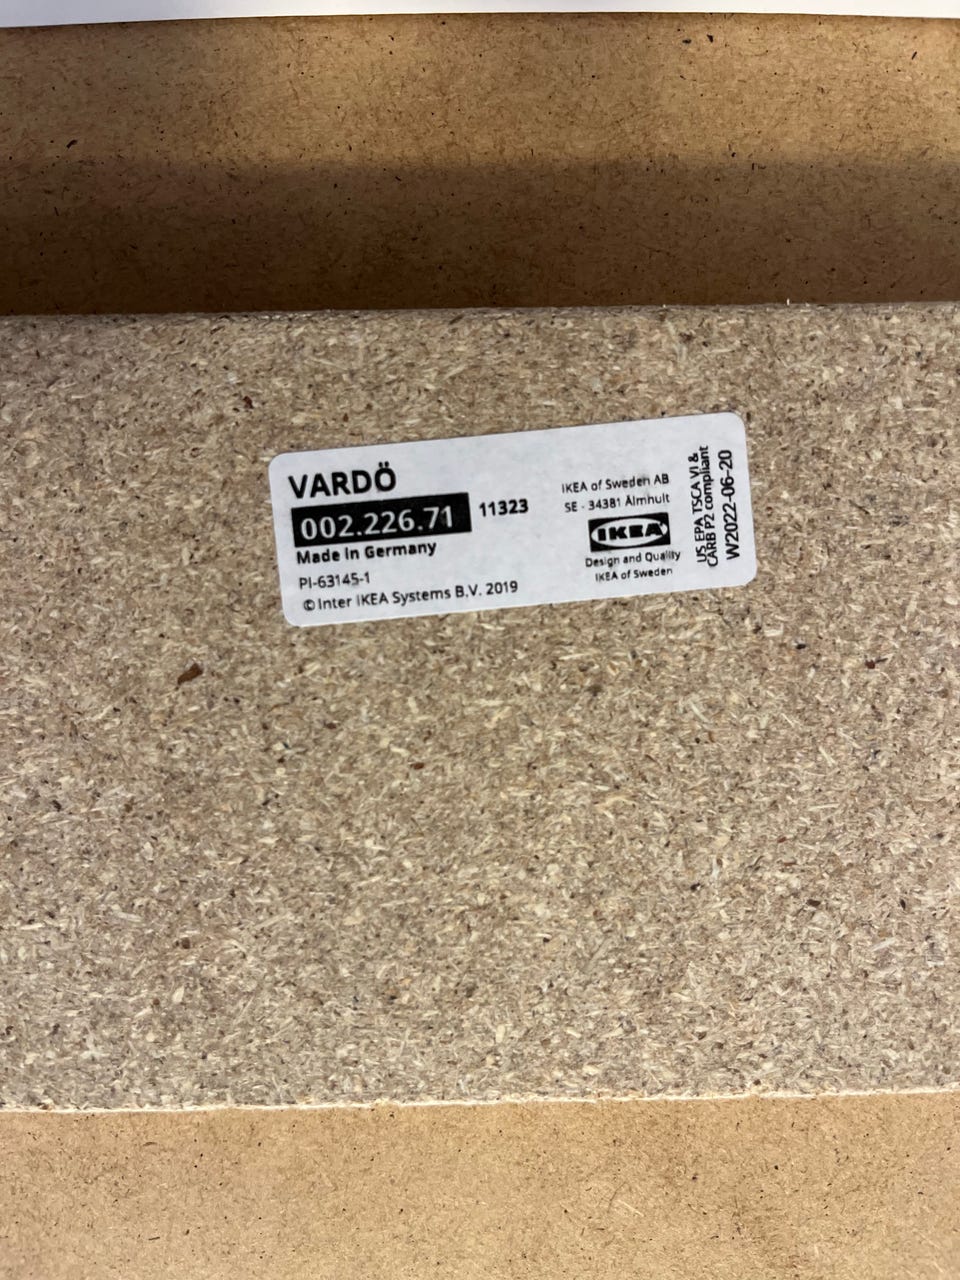 VARDÖ
002.226.71 11323
Made in Germany
PI-63145-1
© Inter IKEA Systems B.V. 2019
IKEA of Sweden AB
SE - 34381 Älmhult
IKEA
Design and Quality
IKEA of Sweden
US EPA TSCA VI &
CARB P2 compliant
W2022-06-20